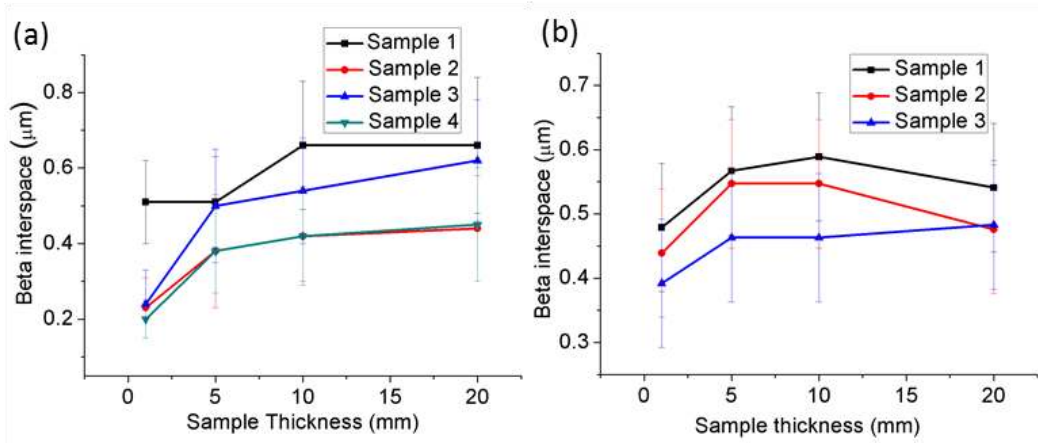 (a)
Sample 1
Sample 2
Sample 3
Sample 4
0.8
0.6
0.4
0.2
Beta interspace (μm)
0 5 10 15 20
Sample Thickness (mm)
(b)
Sample 1
Sample 2
Sample 3
0.7
0.6
0.5
0.4
0.3
Beta interspace (μm)
0 5 10 15 20
Sample thickness (mm)